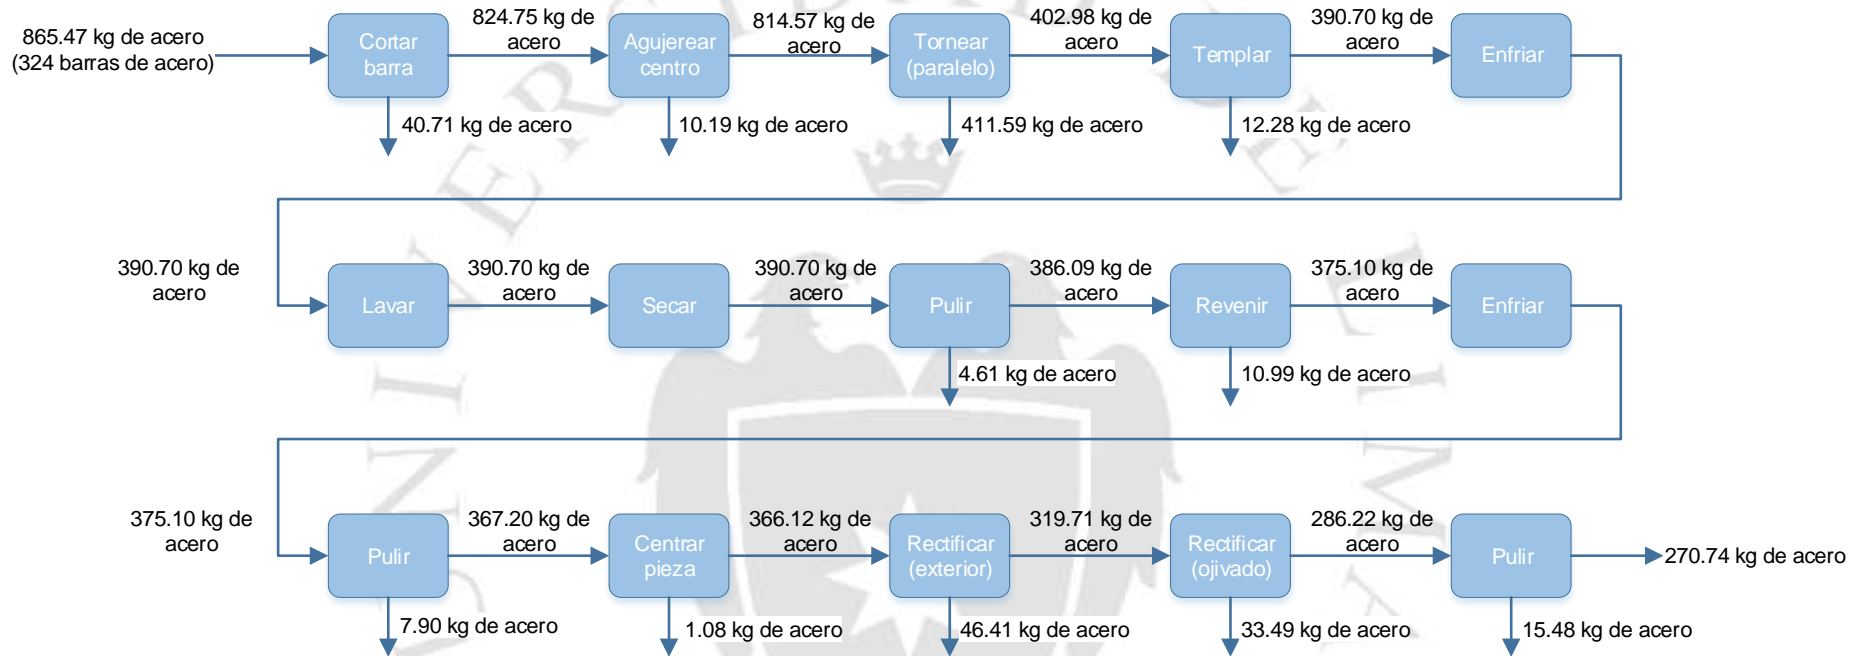 865.47 kg de acero
(324 barras de acero)
Cortar
barra
824.75 kg de
acero
Agujerear
centro
814.57 kg de
acero
Tornear
(paralelo)
402.98 kg de
acero
Templar
390.70 kg de
acero
Enfriar
40.71 kg de acero
10.19 kg de acero
411.59 kg de acero
12.28 kg de acero
390.70 kg de
acero
Lavar
390.70 kg de
acero
Secar
390.70 kg de
acero
Pulir
386.09 kg de
acero
Revenir
375.10 kg de
acero
Enfriar
4.61 kg de acero
10.99 kg de acero
375.10 kg de
acero
Pulir
367.20 kg de
acero
Centrar
pieza
366.12 kg de
acero
Rectificar
(exterior)
319.71 kg de
acero
Rectificar
(ojivado)
286.22 kg de
acero
Pulir
270.74 kg de acero
7.90 kg de acero
1.08 kg de acero
46.41 kg de acero
33.49 kg de acero
15.48 kg de acero